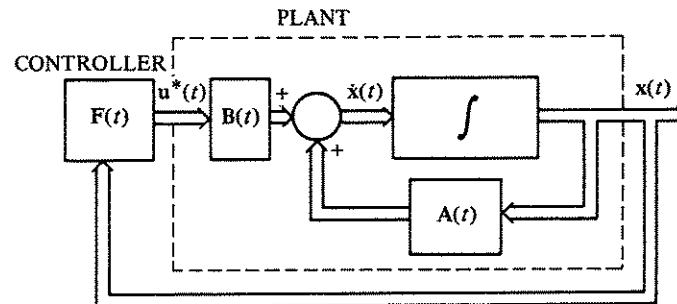 PLANT
CONTROLLER
F(t)
u*(t)
B(t)
+
ẋ(t)
∫
x(t)
+
A(t)